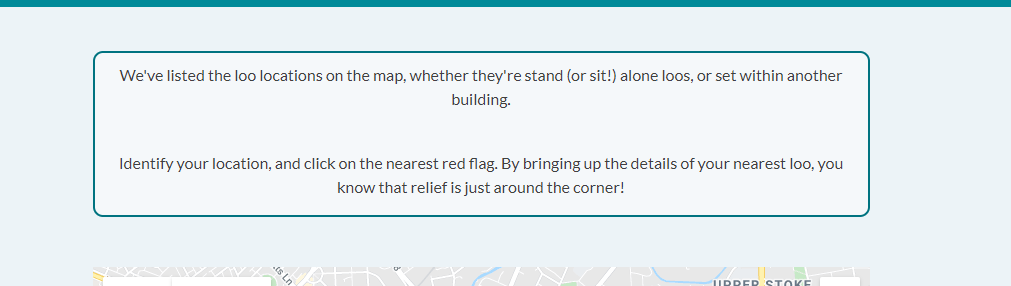 We've listed the loo locations on the map, whether they're stand (or sit!) alone loos, or set within another
building.
Identify your location, and click on the nearest red flag. By bringing up the details of your nearest loo, you
know that relief is just around the corner!
UPPER STOKE